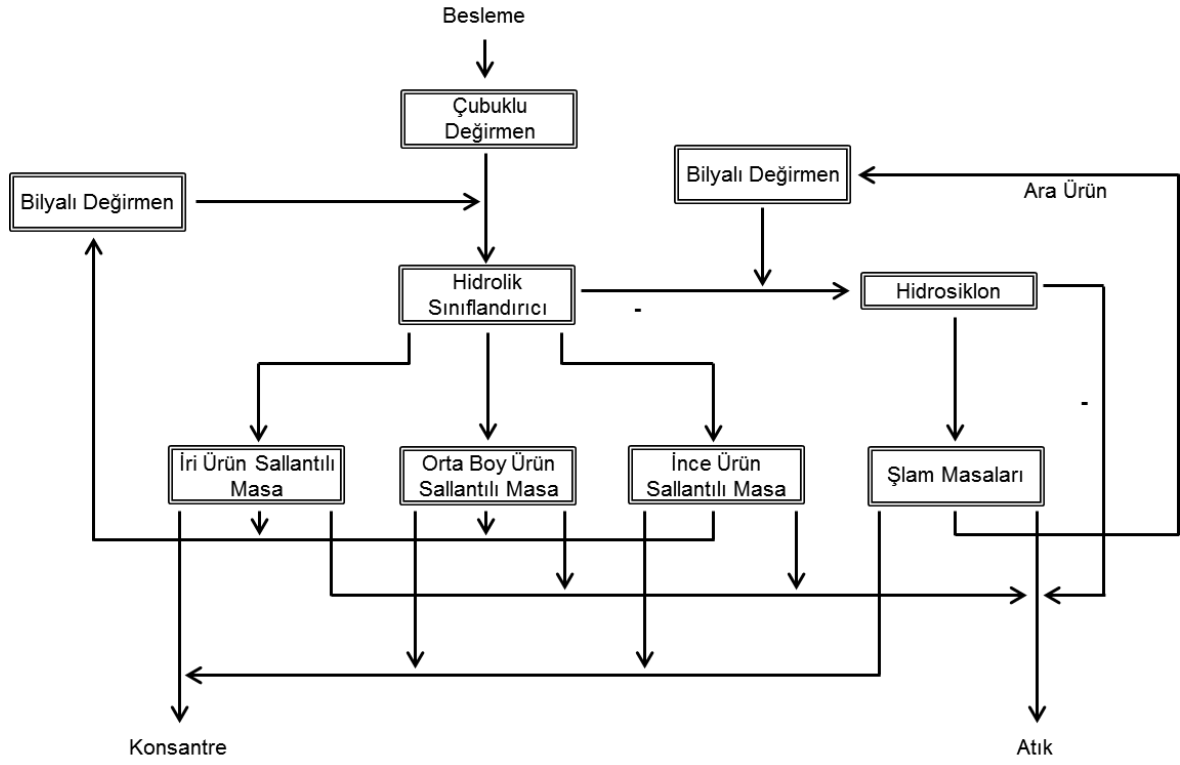 Besleme
Çubuklu
Değirmen
Bilyalı Değirmen
Bilyalı Değirmen
Ara Ürün
Hidrolik
Sınıflandırıcı
-
Hidrosiklon
-
İri Ürün Sallantılı
Masa
Orta Boy Ürün
Sallantılı Masa
İnce Ürün
Sallantılı Masa
Şlam Masaları
Konsantre
Atık